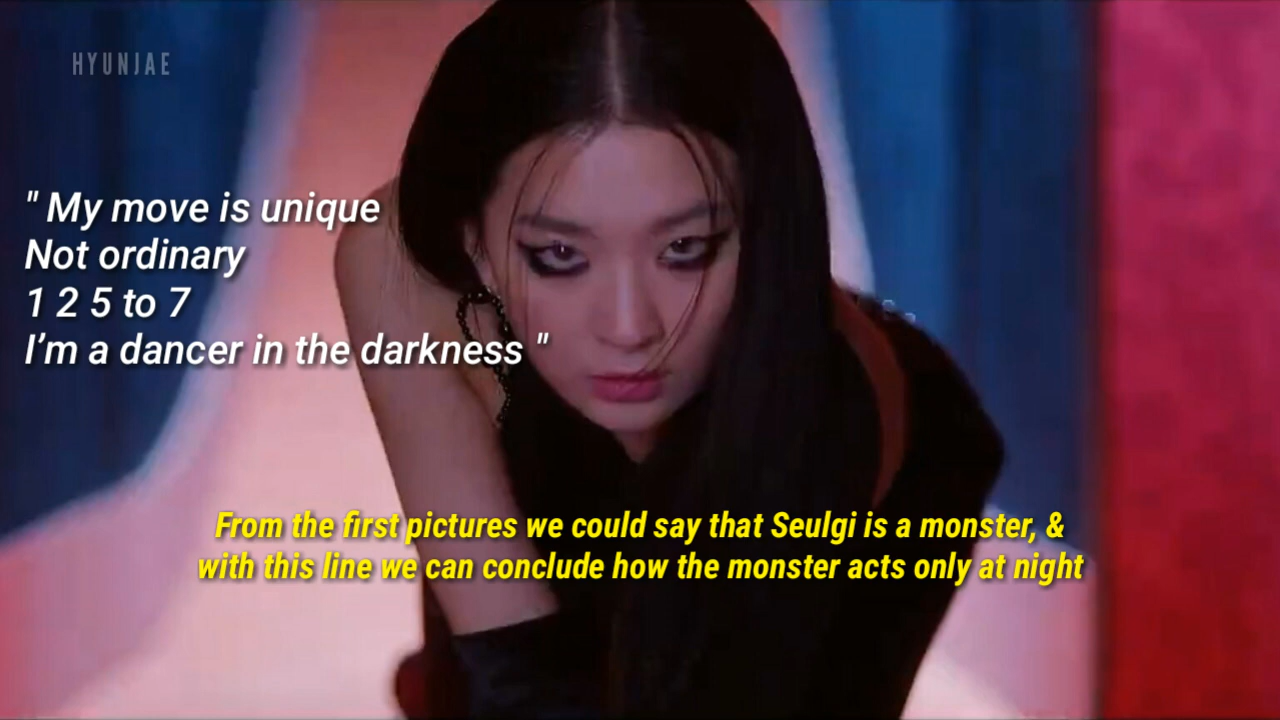 HYUNJAE
" My move is unique
Not ordinary
1 2 5 to 7
I’m a dancer in the darkness "
From the first pictures we could say that Seulgi is a monster, &
with this line we can conclude how the monster acts only at night